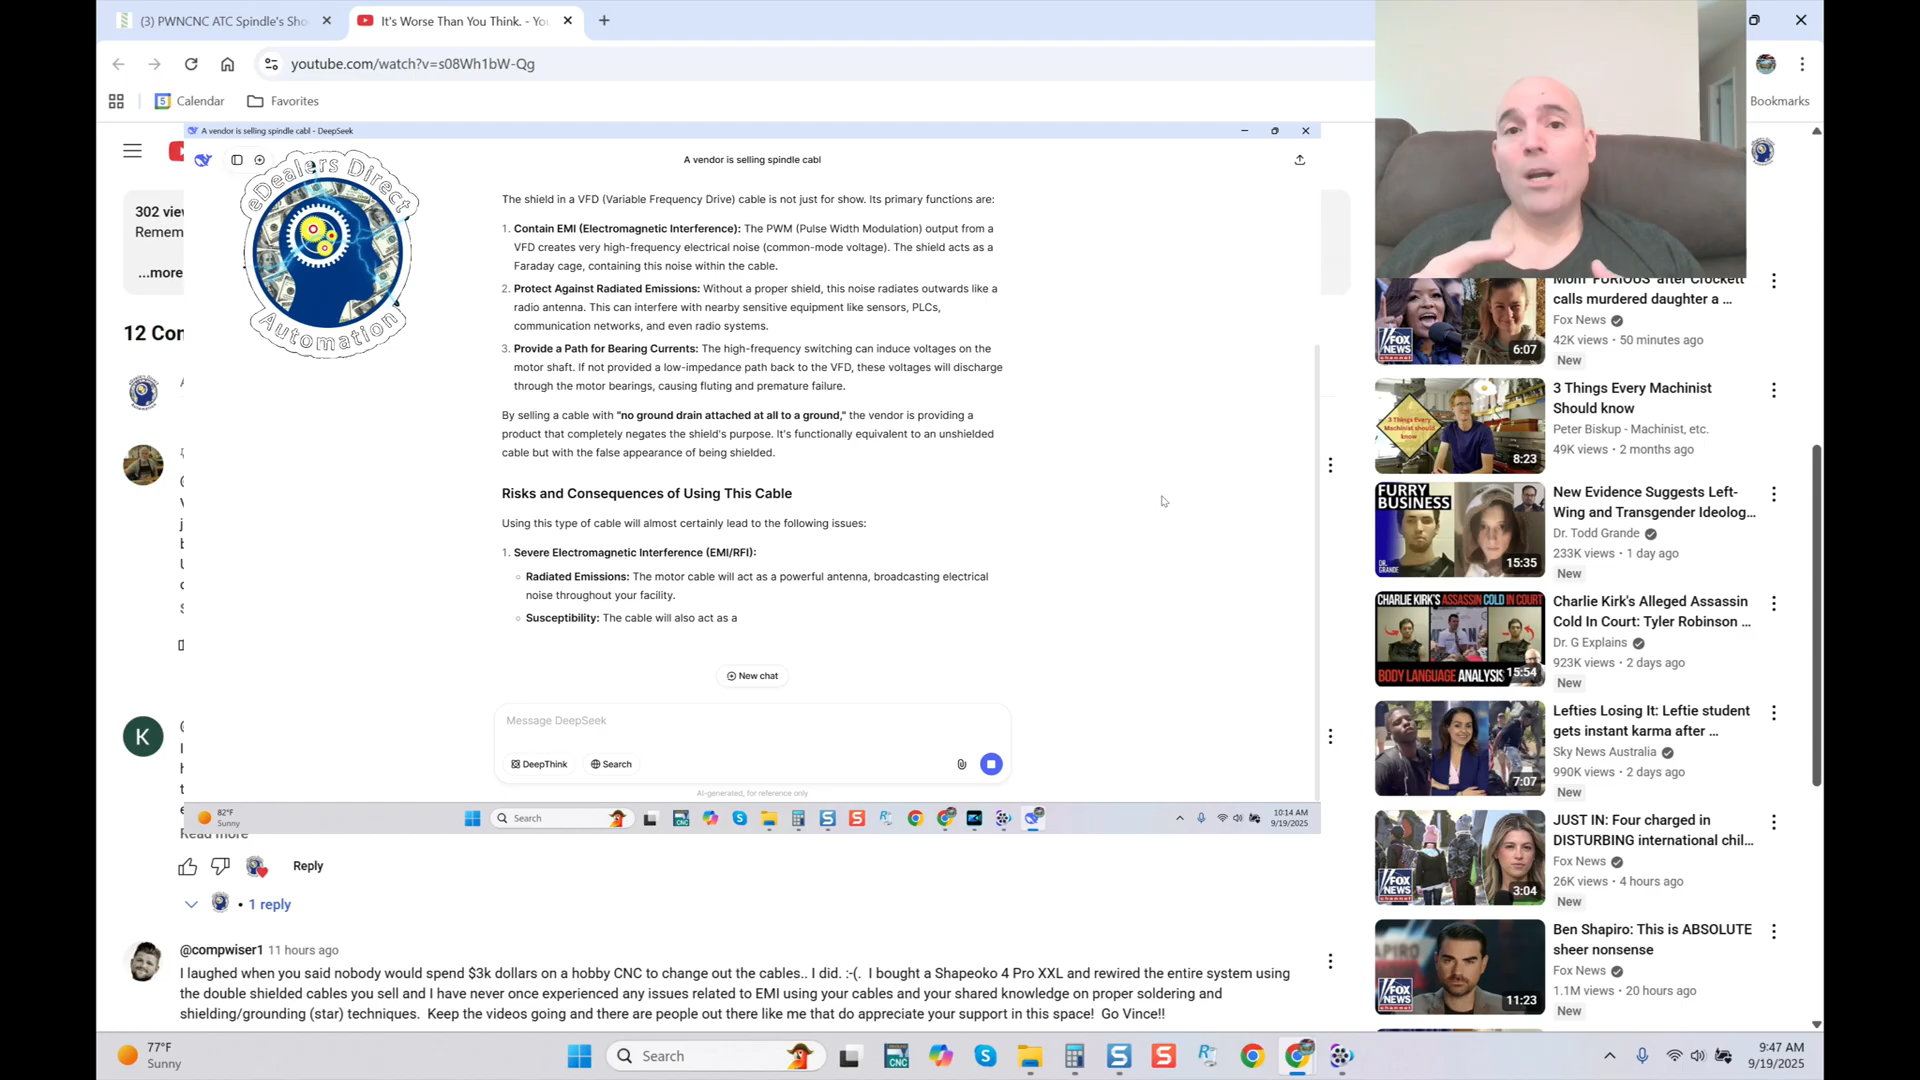 (3) PWNCNC ATC Spindle's Sho
It's Worse Than You Think. - Yo
youtube.com/watch?v=s08Wh1bW-Qg
Calendar
Favorites
Bookmarks
A vendor is selling spindle cabl - DeepSeek
A vendor is selling spindle cabl
eDealers Direct
Automation
302 view
Remem
...more
12 Con
The shield in a VFD (Variable Frequency Drive) cable is not just for show. Its primary functions are:
1. Contain EMI (Electromagnetic Interference): The PWM (Pulse Width Modulation) output from a
VFD creates very high-frequency electrical noise (common-mode voltage). The shield acts as a
Faraday cage, containing this noise within the cable.
2. Protect Against Radiated Emissions: Without a proper shield, this noise radiates outwards like a
radio antenna. This can interfere with nearby sensitive equipment like sensors, PLCs,
communication networks, and even radio systems.
3. Provide a Path for Bearing Currents: The high-frequency switching can induce voltages on the
motor shaft. If not provided a low-impedance path back to the VFD, these voltages will discharge
through the motor bearings, causing fluting and premature failure.
By selling a cable with "no ground drain attached at all to a ground," the vendor is providing a
product that completely negates the shield's purpose. It's functionally equivalent to an unshielded
cable but with the false appearance of being shielded.
Risks and Consequences of Using This Cable
Using this type of cable will almost certainly lead to the following issues:
1. Severe Electromagnetic Interference (EMI/RFI):
Radiated Emissions: The motor cable will act as a powerful antenna, broadcasting electrical
noise throughout your facility.
Susceptibility: The cable will also act as a
New chat
Message DeepSeek
DeepThink
Search
AI-generated, for reference only
82°F
Sunny
Search
10:14 AM
9/19/2025
K
Read more
Reply
• 1 reply
@compwiser1 11 hours ago
I laughed when you said nobody would spend $3k dollars on a hobby CNC to change out the cables.. I did. :-(. I bought a Shapeoko 4 Pro XXL and rewired the entire system using
the double shielded cables you sell and I have never once experienced any issues related to EMI using your cables and your shared knowledge on proper soldering and
shielding/grounding (star) techniques. Keep the videos going and there are people out there like me that do appreciate your support in this space! Go Vince!!
Mom 'FURIOUS' after Crockett
calls murdered daughter a ...
Fox News
42K views • 50 minutes ago
New
6:07
3 Things Every Machinist
Should know
Peter Biskup - Machinist, etc.
49K views • 2 months ago
8:23
FURRY
BUSINESS
DR. GRANDE
15:35
New Evidence Suggests Left-
Wing and Transgender Ideolog...
Dr. Todd Grande
233K views • 1 day ago
New
CHARLIE KIRK'S ASSASSIN COLD IN COURT
BODY LANGUAGE ANALYSIS
15:54
Charlie Kirk's Alleged Assassin
Cold In Court: Tyler Robinson ...
Dr. G Explains
923K views • 2 days ago
New
7:07
Lefties Losing It: Leftie student
gets instant karma after ...
Sky News Australia
990K views • 2 days ago
New
3:04
JUST IN: Four charged in
DISTURBING international chil...
Fox News
26K views • 4 hours ago
New
11:23
Ben Shapiro: This is ABSOLUTE
sheer nonsense
Fox News
1.1M views • 20 hours ago
New
77°F
Sunny
Search
9:47 AM
9/19/2025